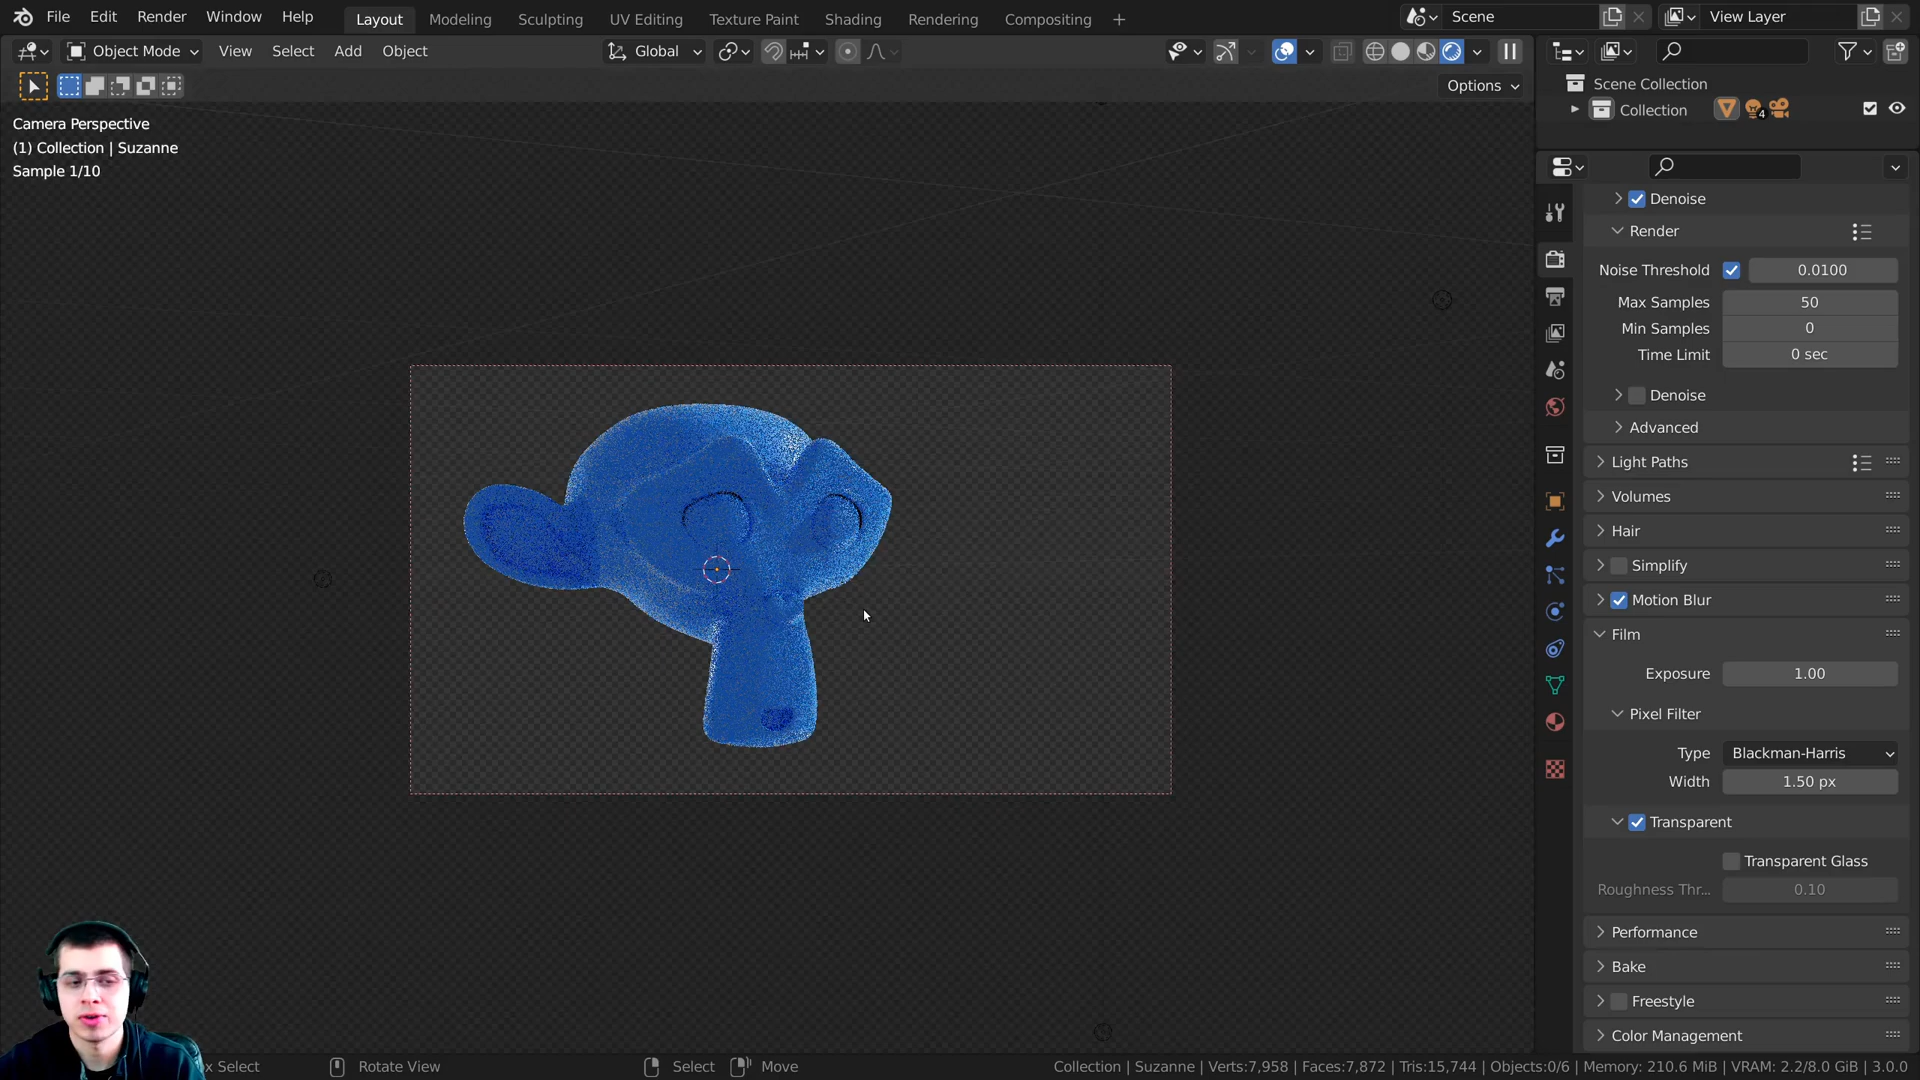 File Edit Render Window Help
Layout Modeling Sculpting UV Editing Texture Paint Shading Rendering Compositing +
Scene
View Layer
Object Mode View Select Add Object
Global
Options
Scene Collection
Collection 4
Camera Perspective
(1) Collection | Suzanne
Sample 1/10
Denoise
Render
Noise Threshold 0.0100
Max Samples 50
Min Samples 0
Time Limit 0 sec
Denoise
Advanced
Light Paths
Volumes
Hair
Simplify
Motion Blur
Film
Exposure 1.00
Pixel Filter
Type Blackman-Harris
Width 1.50 px
Transparent
Transparent Glass
Roughness Thr... 0.10
Performance
Bake
Freestyle
Color Management
x Select Rotate View Select Move
Collection | Suzanne | Verts:7,958 | Faces:7,872 | Tris:15,744 | Objects:0/6 | Memory: 210.6 MiB | VRAM: 2.2/8.0 GiB | 3.0.0